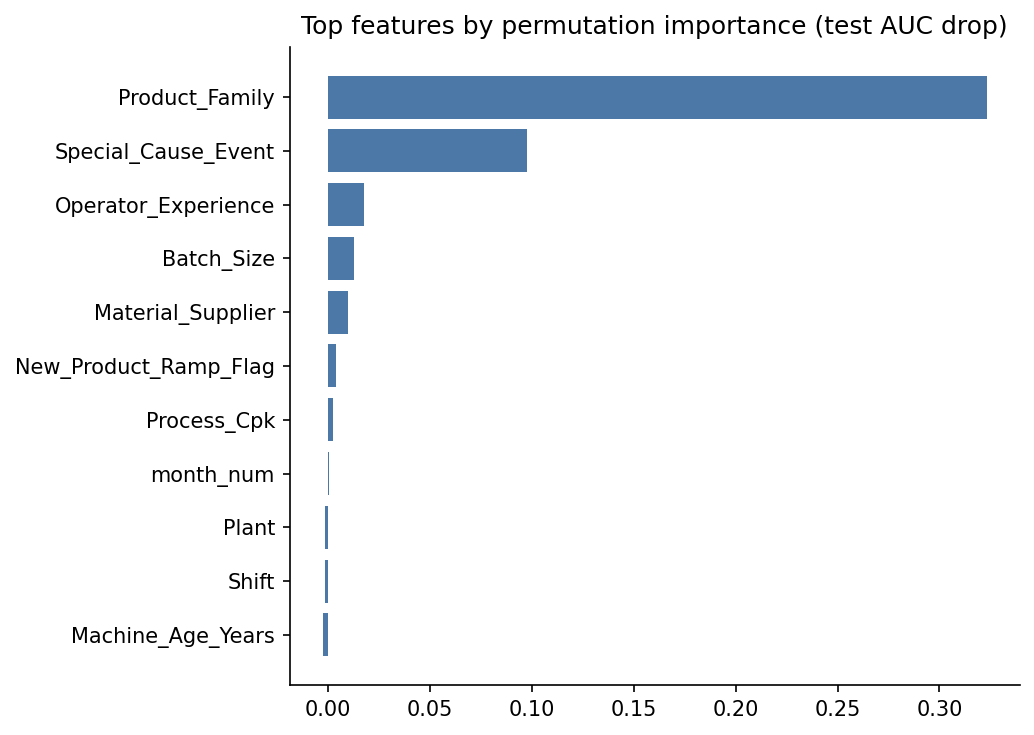 Top features by permutation importance (test AUC drop)
Product_Family
Special_Cause_Event
Operator_Experience
Batch_Size
Material_Supplier
New_Product_Ramp_Flag
Process_Cpk
month_num
Plant
Shift
Machine_Age_Years
0.00 0.05 0.10 0.15 0.20 0.25 0.30